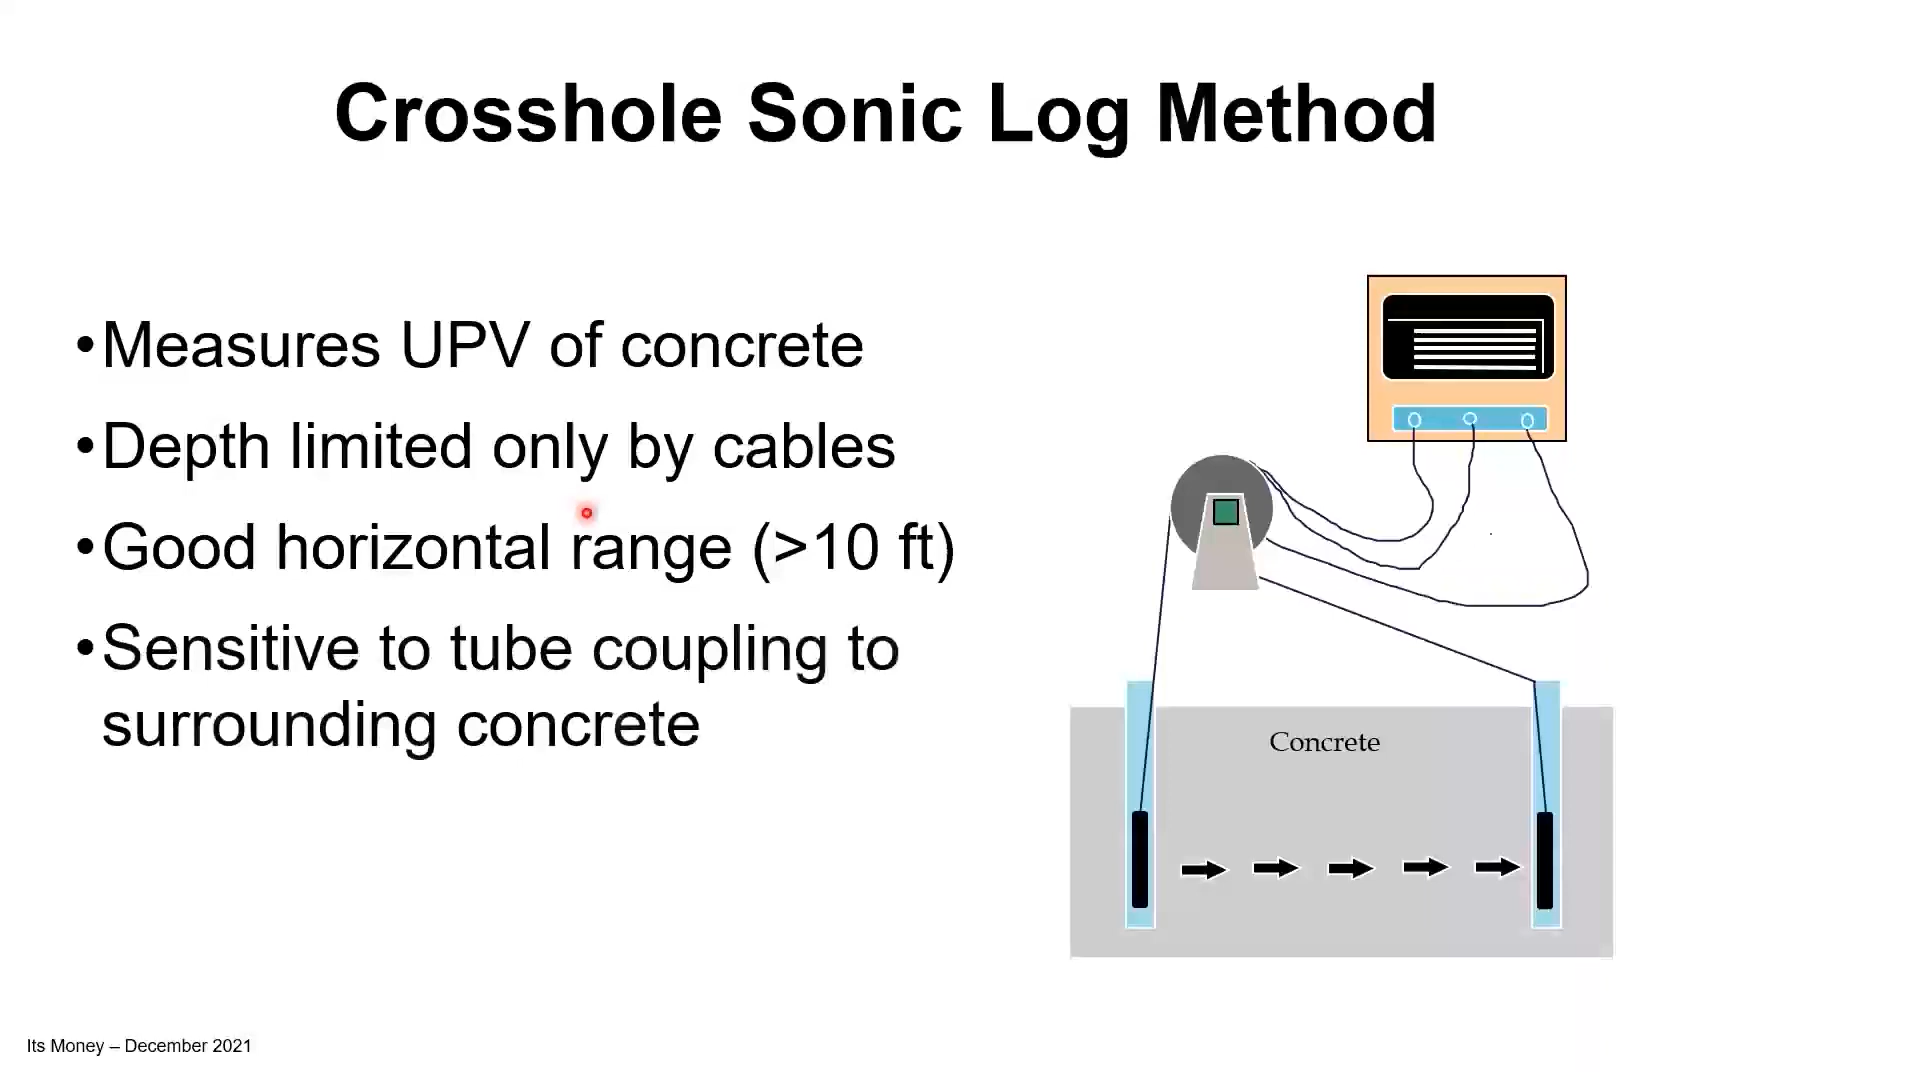 Crosshole Sonic Log Method
•Measures UPV of concrete
•Depth limited only by cables
•Good horizontal range (>10 ft)
•Sensitive to tube coupling to
surrounding concrete
Concrete
Its Money – December 2021